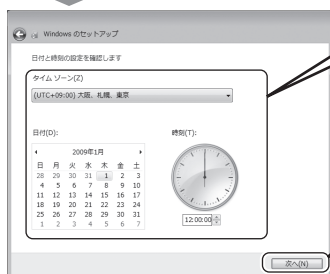 Windows のセットアップ
日付と時刻の設定を確認します
タイム ゾーン(Z)
(UTC+09:00) 大阪、札幌、東京
日付(D):
時刻(T):
2009年1月
日 月 火 水 木 金 土
28 29 30 31 1 2 3
4 5 6 7 8 9 10
11 12 13 14 15 16 17
18 19 20 21 22 23 24
25 26 27 28 29 30 31
1 2 3 4 5 6 7
12:00:00
次へ(N)